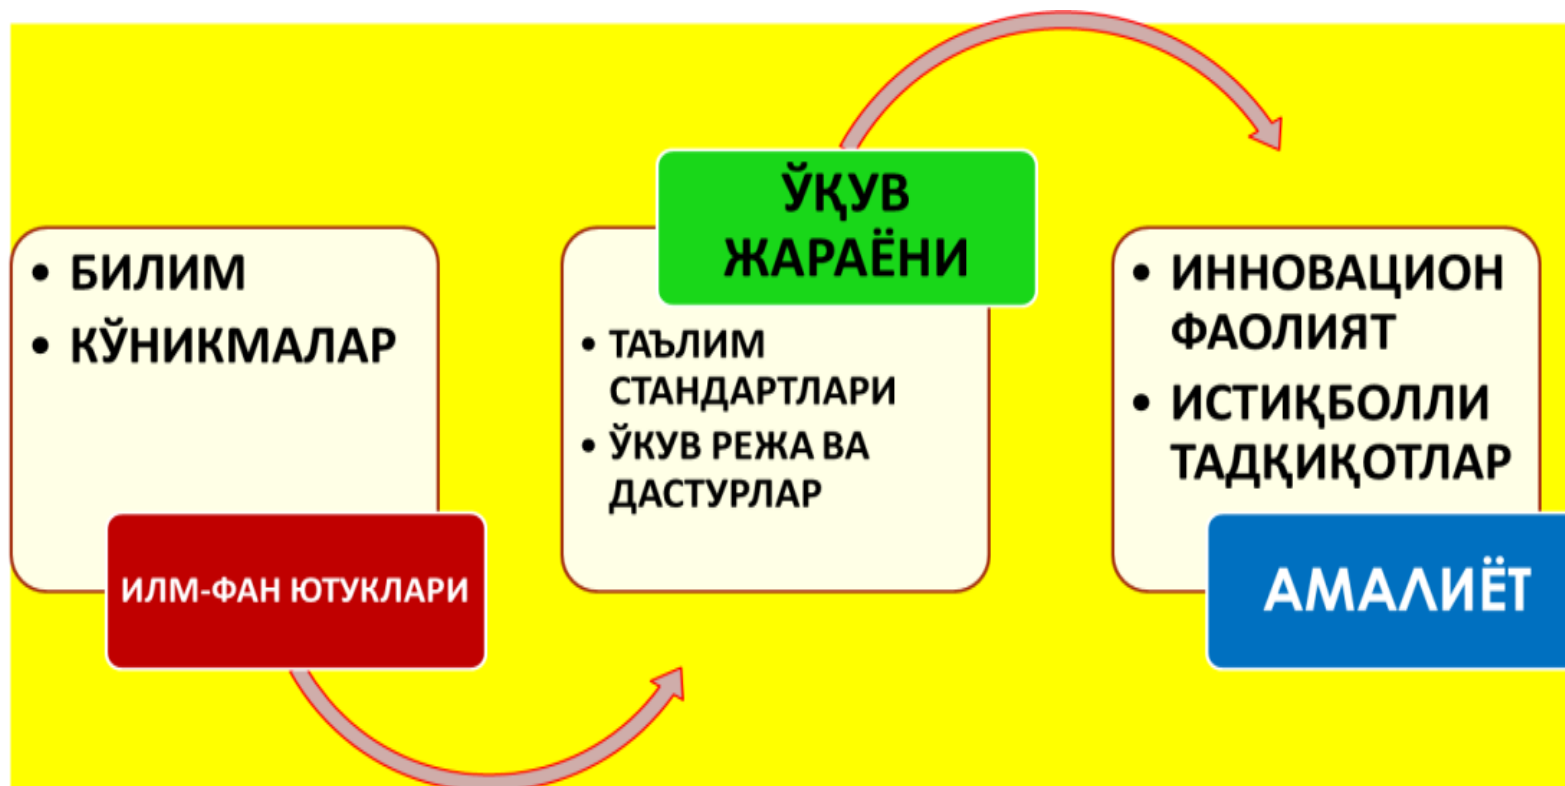 • БИЛИМ
• КЎНИКМАЛАР
ИЛМ-ФАН ЮТУКЛАРИ
ЎҚУВ
ЖАРАЁНИ
• ТАЪЛИМ
СТАНДАРТЛАРИ
• ЎКУВ РЕЖА ВА
ДАСТУРЛАР
• ИННОВАЦИОН
ФАОЛИЯТ
• ИСТИҚБОЛЛИ
ТАДҚИҚОТЛАР
АМАЛИЁТ